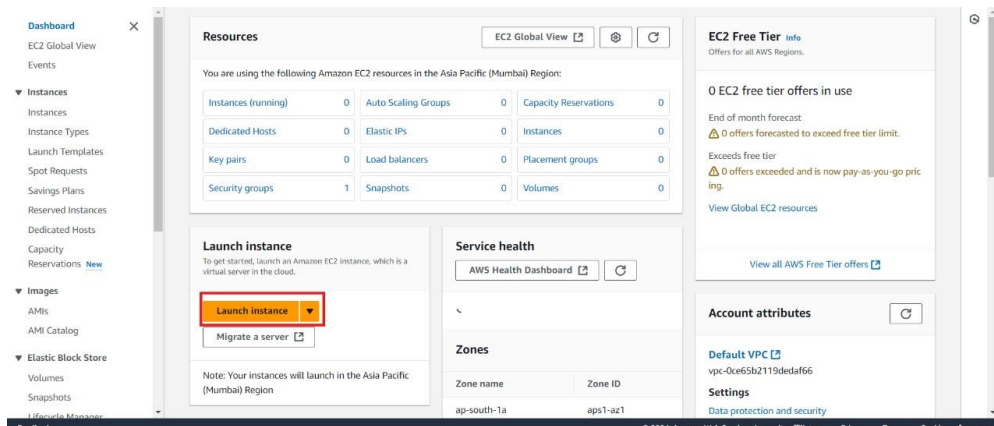 Dashboard
EC2 Global View
Events
Instances
Instances
Instance Types
Launch Templates
Spot Requests
Savings Plans
Reserved Instances
Dedicated Hosts
Capacity
Reservations New
Images
AMIs
AMI Catalog
Elastic Block Store
Volumes
Snapshots
Lifecycle Manager
Resources
EC2 Global View
You are using the following Amazon EC2 resources in the Asia Pacific (Mumbai) Region:
Instances (running) 0 Auto Scaling Groups 0 Capacity Reservations 0
Dedicated Hosts 0 Elastic IPs 0 Instances 0
Key pairs 0 Load balancers 0 Placement groups 0
Security groups 1 Snapshots 0 Volumes 0
Launch instance
To get started, launch an Amazon EC2 instance, which is a
virtual server in the cloud.
Launch instance
Migrate a server
Note: Your instances will launch in the Asia Pacific
(Mumbai) Region
Service health
AWS Health Dashboard
Zones
Zone name Zone ID
ap-south-1a aps1-az1
EC2 Free Tier Info
Offers for all AWS Regions.
0 EC2 free tier offers in use
End of month forecast
0 offers forecasted to exceed free tier limit.
Exceeds free tier
0 offers exceeded and is now pay-as-you-go pric
ing.
View Global EC2 resources
View all AWS Free Tier offers
Account attributes
Default VPC
vpc-0ce65b2119dedaf66
Settings
Data protection and security